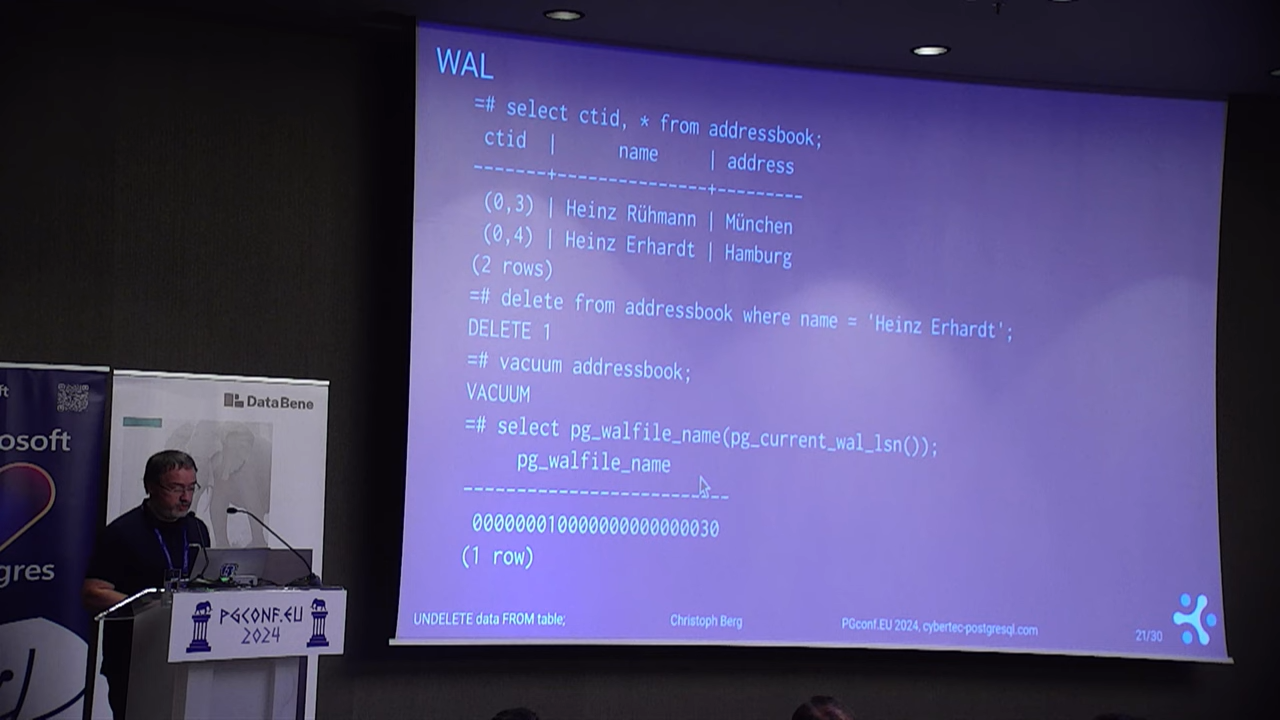 WAL
=# select ctid, * from addressbook;
ctid | name | address
-------+---------------+---------
(0,3) | Heinz Rühmann | München
(0,4) | Heinz Erhardt | Hamburg
(2 rows)
=# delete from addressbook where name = 'Heinz Erhardt';
DELETE 1
=# vacuum addressbook;
VACUUM
=# select pg_walfile_name(pg_current_wal_lsn());
pg_walfile_name
--------------------------
000000010000000000000030
(1 row)
UNDELETE data FROM table;
Christoph Berg
PGconf.EU 2024, cybertec-postgresql.com
21/30
DataBene
ft
osoft
gres
PGCONF.EU
2024